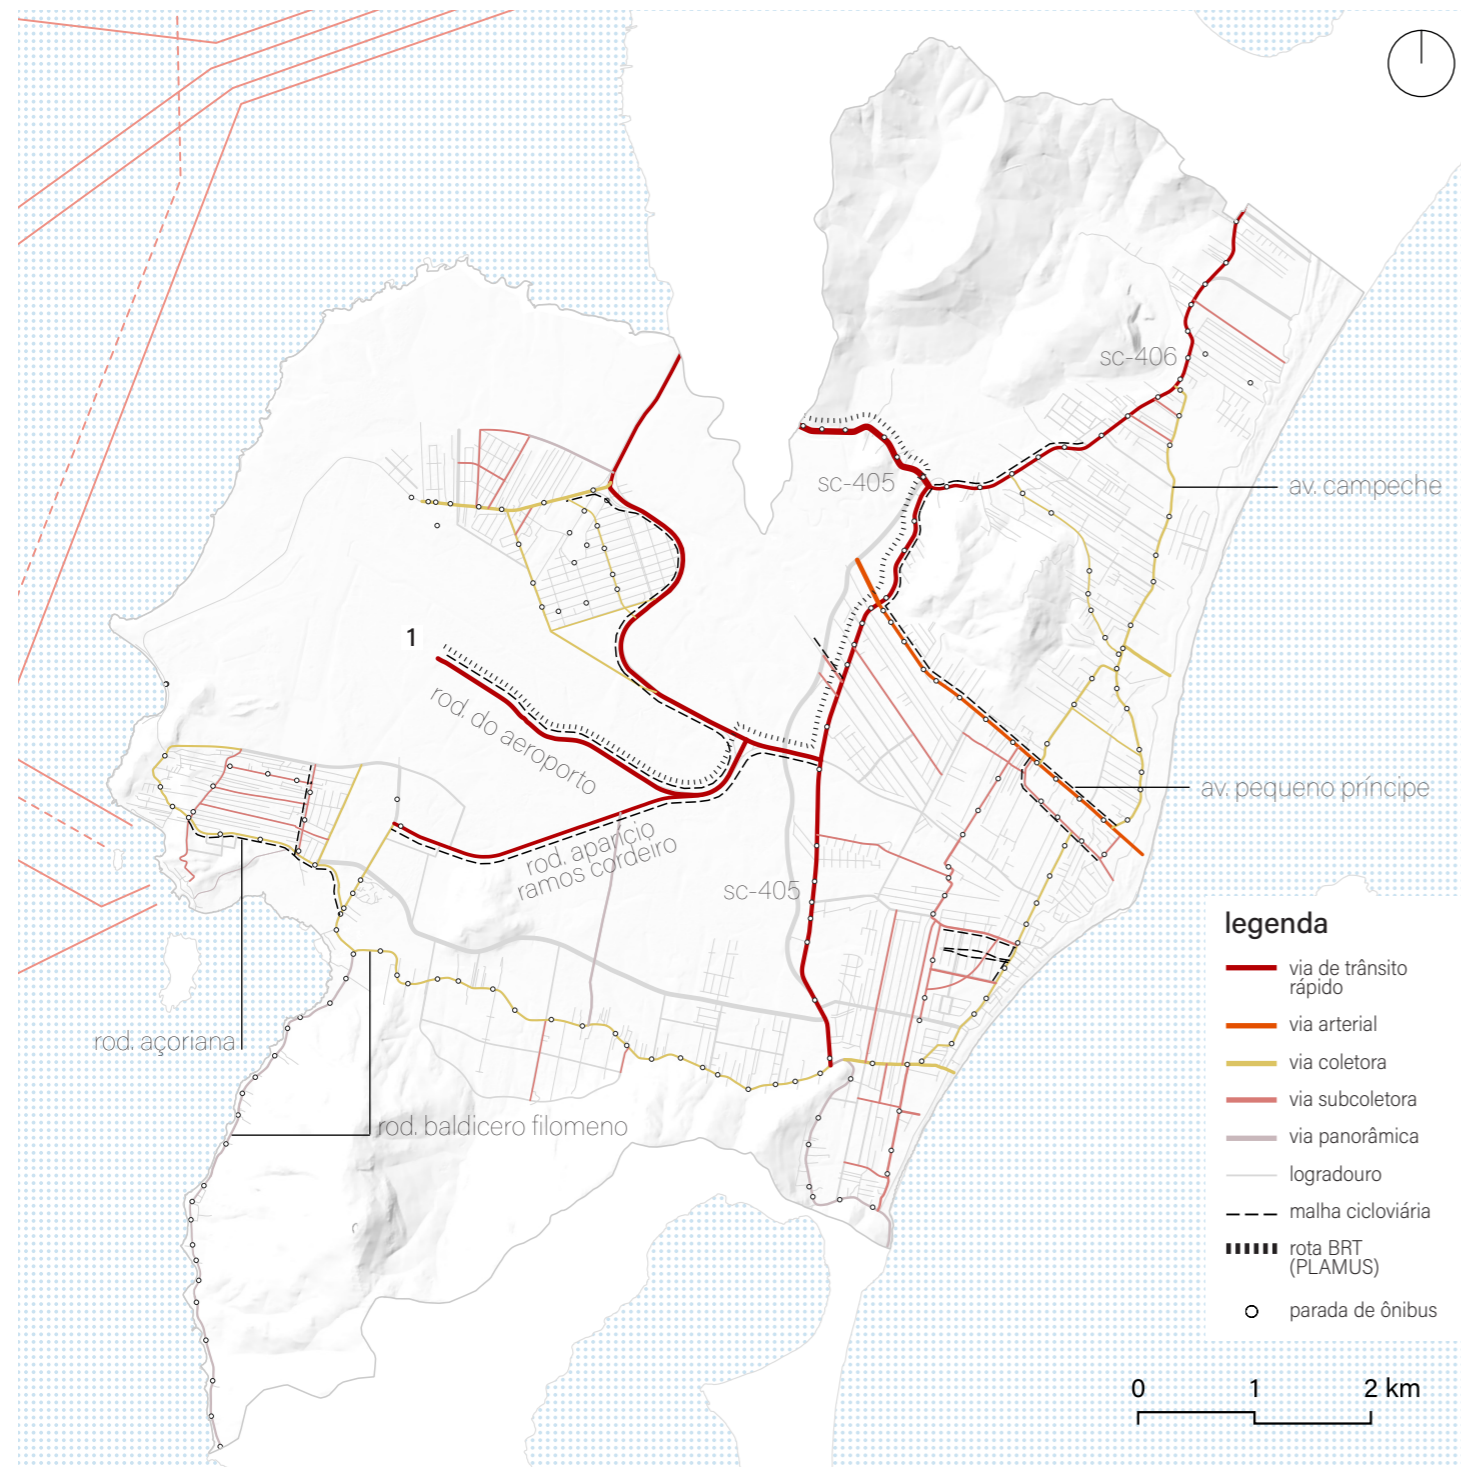 sc-406
sc-405
av. campeche
1
rod. do aeroporto
av. pequeno príncipe
rod. aparício
ramos cordeiro
sc-405
legenda
via de trânsito
rápido
via arterial
via coletora
rod. açoriana
via subcoletora
rod. baldicero filomeno
via panorâmica
logradouro
malha cicloviária
rota BRT
(PLAMUS)
parada de ônibus
0 1 2 km